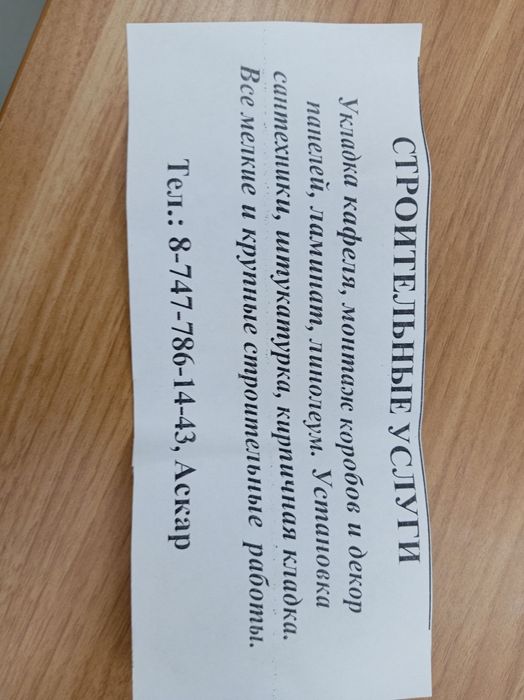 СТРОИТЕЛЬНЫЕ УСЛУГИ
Укладка кафеля, монтаж коробов и декор
панелей, ламинат, линолеум. Установка
сантехники, штукатурка, кирпичная кладка.
Все мелкие и крупные строительные работы.
Тел.: 8-747-786-14-43, Аскар